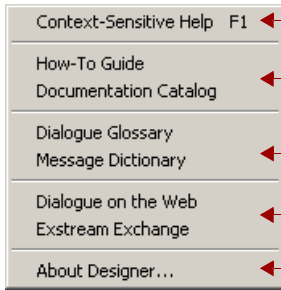 Context-Sensitive Help F1
How-To Guide
Documentation Catalog
Dialogue Glossary
Message Dictionary
Dialogue on the Web
Exstream Exchange
About Designer...